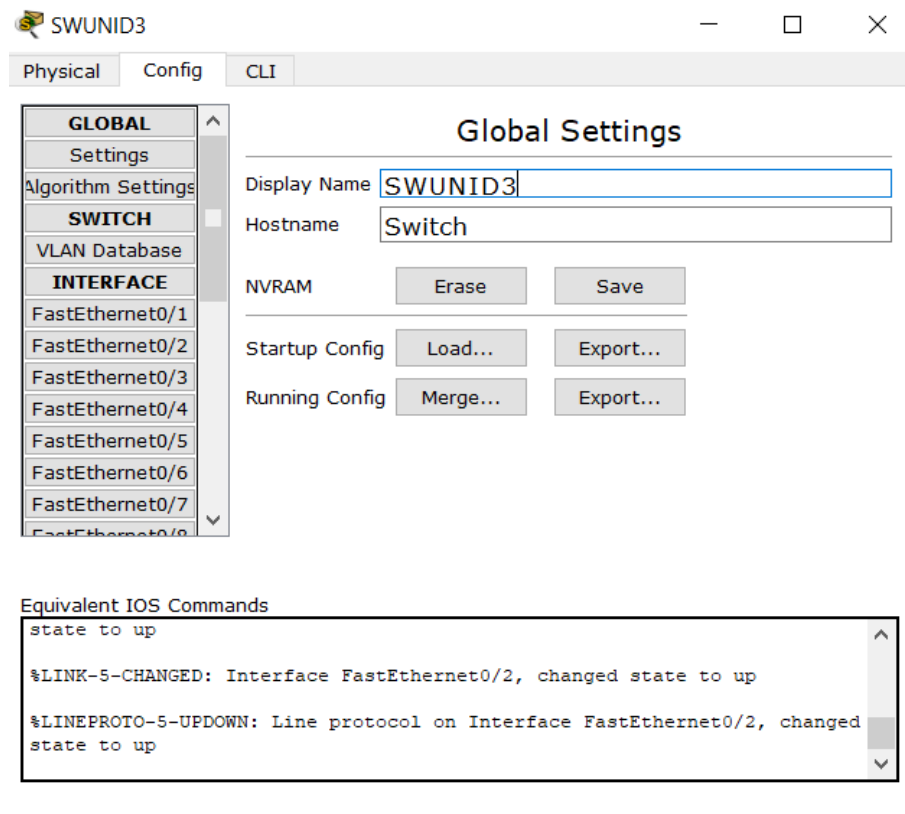 SWUNID3
Physical Config CLI
GLOBAL
Settings
Algorithm Settings
SWITCH
VLAN Database
INTERFACE
FastEthernet0/1
FastEthernet0/2
FastEthernet0/3
FastEthernet0/4
FastEthernet0/5
FastEthernet0/6
FastEthernet0/7
FastEthernet0/8
Global Settings
Display Name SWUNID3
Hostname Switch
NVRAM Erase Save
Startup Config Load... Export...
Running Config Merge... Export...
Equivalent IOS Commands
state to up
%LINK-5-CHANGED: Interface FastEthernet0/2, changed state to up
%LINEPROTO-5-UPDOWN: Line protocol on Interface FastEthernet0/2, changed
state to up